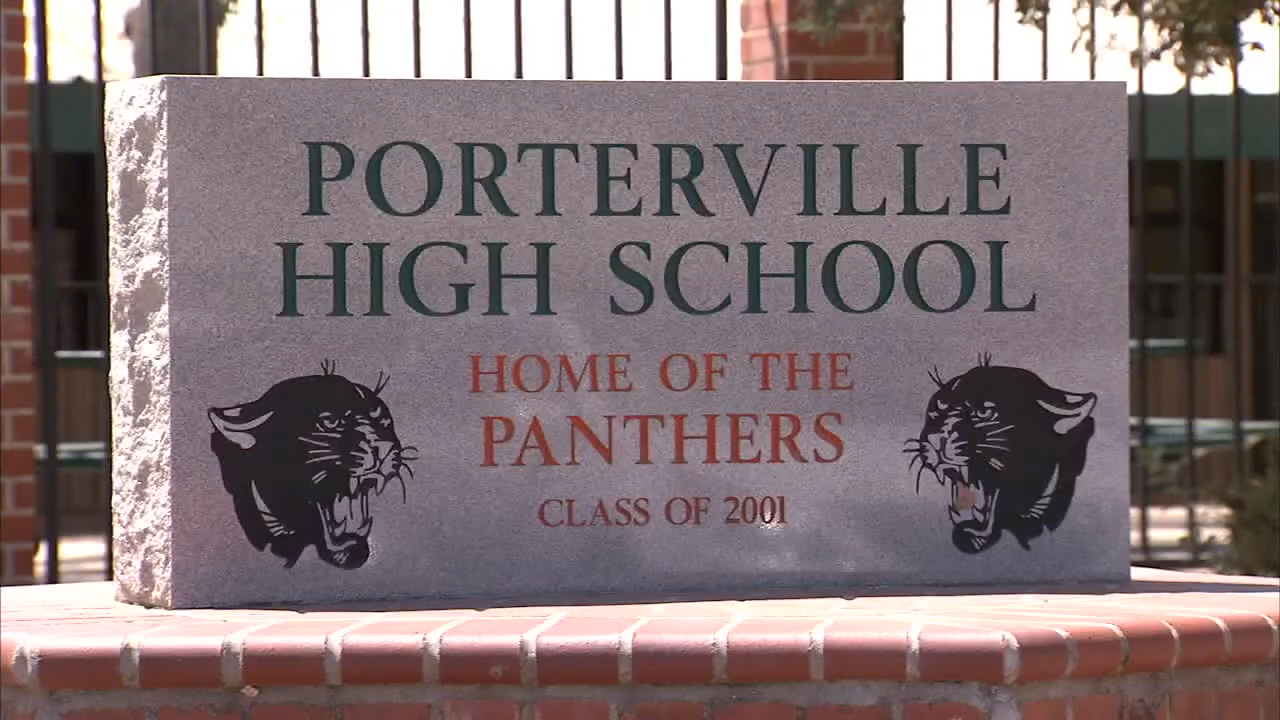 PORTERVILLE
HIGH SCHOOL
HOME OF THE
PANTHERS
CLASS OF 2001